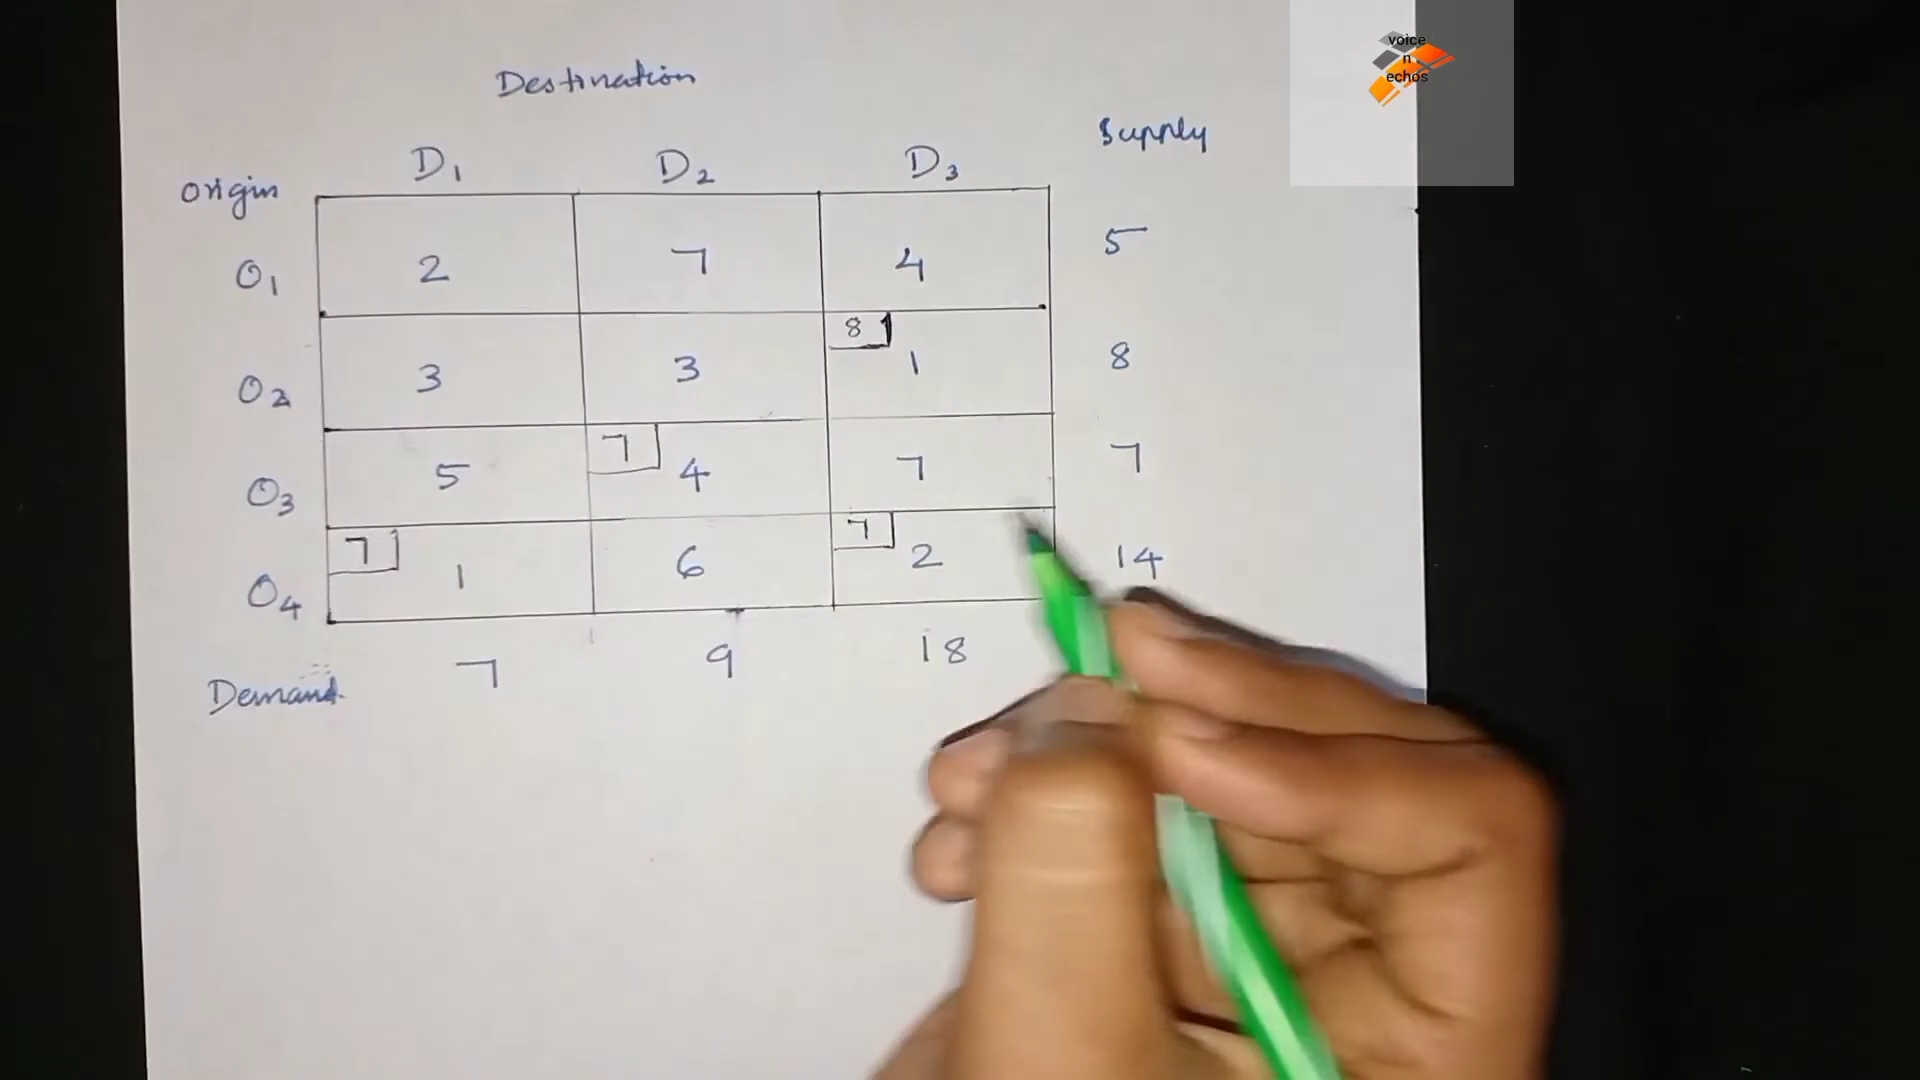 voice
n
echos
Destination
Supply
Origin D1 D2 D3
O1 2 7 4 5
8
O2 3 3 1 8
7
O3 5 4 7 7
7 7
O4 1 6 2 14
Demand 7 9 18